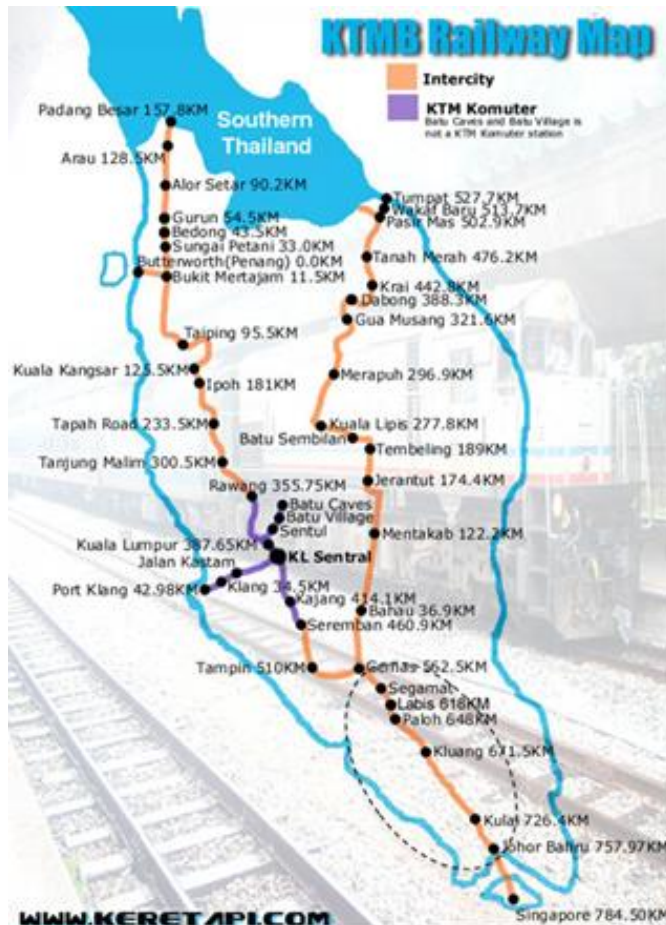 KTMB Railway Map
Intercity
KTM Komuter
Batu Caves and Batu Village is
not a KTM Komuter station
Southern
Thailand
Padang Besar 157.8KM
Arau 128.5KM
Alor Setar 90.2KM
Gurun 54.5KM
Bedong 43.5KM
Sungai Petani 33.0KM
Butterworth(Penang) 0.0KM
Bukit Mertajam 11.5KM
Taiping 95.5KM
Kuala Kangsar 125.5KM
Ipoh 181KM
Tapah Road 233.5KM
Tanjung Malim 300.5KM
Rawang 355.75KM
Batu Caves
Batu Village
Sentul
Kuala Lumpur 387.65KM
KL Sentral
Jalan Kastam
Klang 34.5KM
Port Klang 42.98KM
Kajang 414.1KM
Seremban 460.9KM
Tampin 510KM
Gemas 562.5KM
Tumpat 527.7KM
Wakaf Baru 513.7KM
Pasir Mas 502.9KM
Tanah Merah 476.2KM
Krai 442.8KM
Dabong 388.3KM
Gua Musang 321.6KM
Merapuh 296.9KM
Kuala Lipis 277.8KM
Batu Sembilan
Tembeling 189KM
Jerantut 174.4KM
Mentakab 122.2KM
Bahau 36.9KM
Segamat
Labis 618KM
Paloh 648KM
Kluang 671.5KM
Kulai 726.4KM
Johor Bahru 757.97KM
Singapore 784.50KM
WWW.KERETAPI.COM